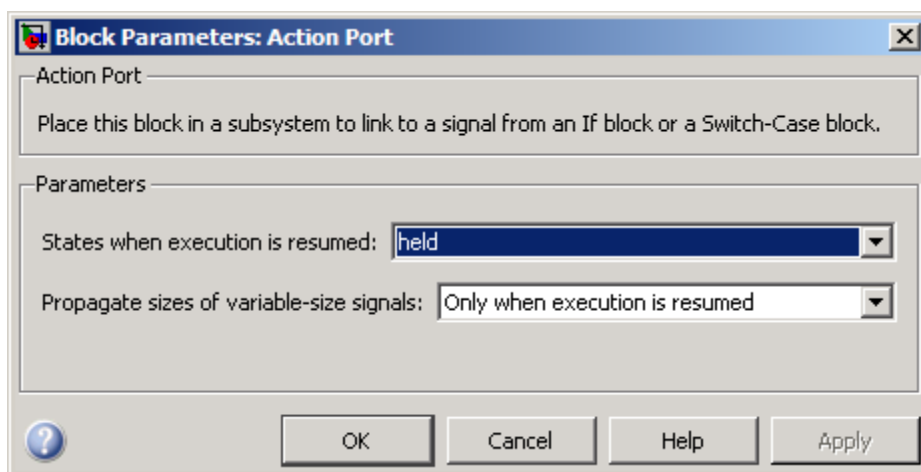 Block Parameters: Action Port
Action Port
Place this block in a subsystem to link to a signal from an If block or a Switch-Case block.
Parameters
States when execution is resumed: held
Propagate sizes of variable-size signals: Only when execution is resumed
OK Cancel Help Apply